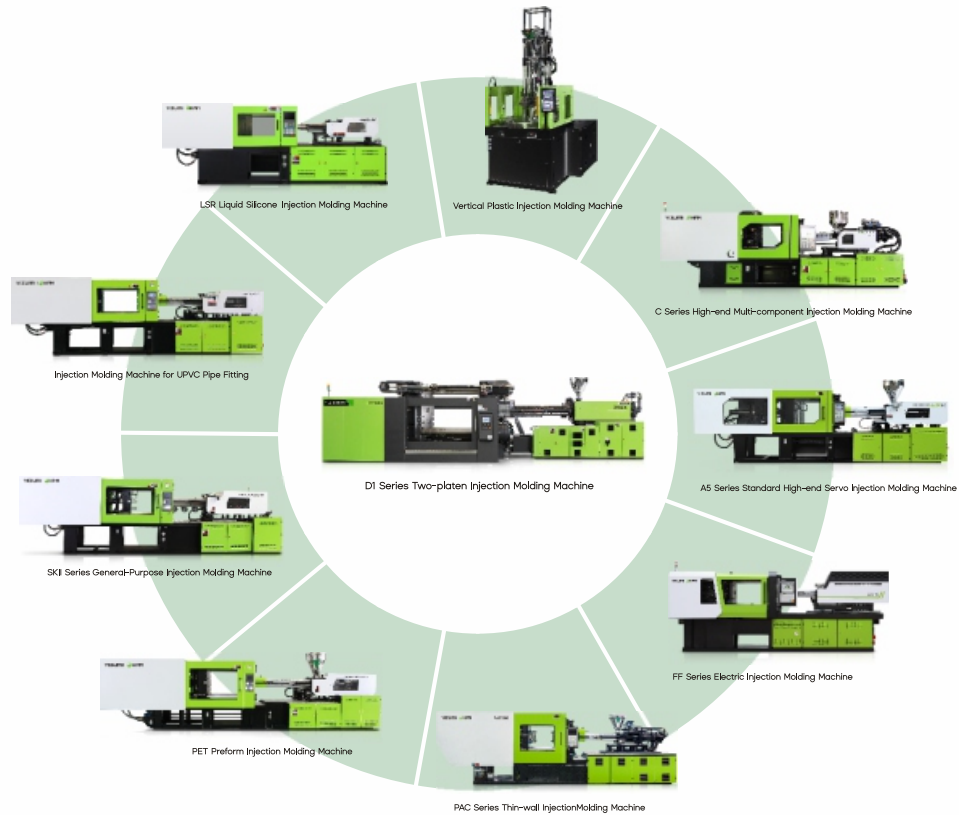 LSR Liquid Silicone Injection Molding Machine
Vertical Plastic Injection Molding Machine
C Series High-end Multi-component Injection Molding Machine
Injection Molding Machine for UPVC Pipe Fitting
D1 Series Two-platen Injection Molding Machine
A5 Series Standard High-end Servo Injection Molding Machine
SKII Series General-Purpose Injection Molding Machine
FF Series Electric Injection Molding Machine
PET Preform Injection Molding Machine
PAC Series Thin-wall InjectionMolding Machine